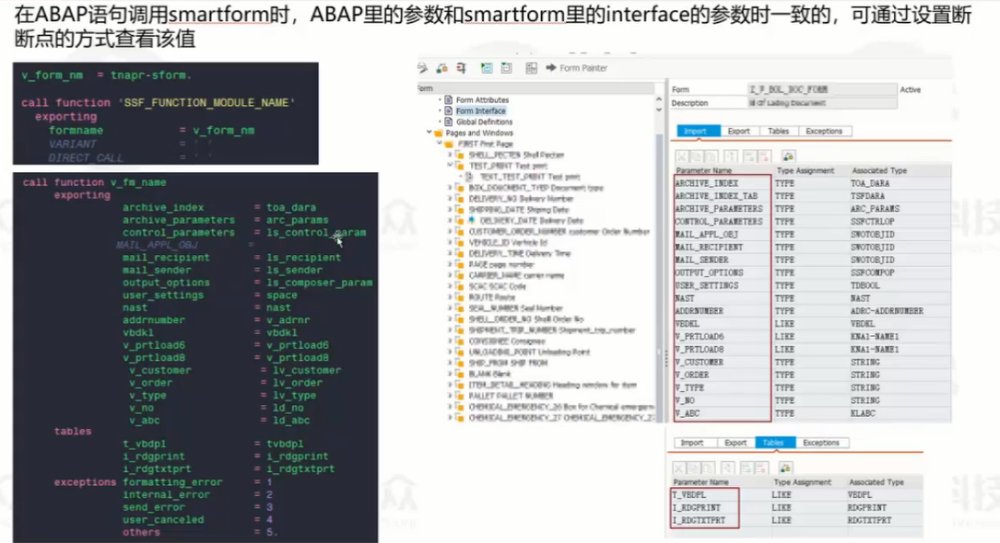 在ABAP语句调用smartform时，ABAP里的参数和smartform里的interface的参数时一致的，可通过设置断
断点的方式查看该值
v_form_nm = tnapr-sform.
call function 'SSF_FUNCTION_MODULE_NAME'
exporting
formname = v_form_nm
VARIANT = ' '
DIRECT_CALL = ' '
call function v_fm_name
exporting
archive_index = toa_dara
archive_parameters = arc_params
control_parameters = ls_control_param
MAIL_APPL_OBJ =
mail_recipient = ls_recipient
mail_sender = ls_sender
output_options = ls_composer_param
user_settings = space
nast = nast
addrnumber = v_adrnr
vbdkl = vbdkl
v_prtload6 = v_prtload6
v_prtload8 = v_prtload8
v_customer = lv_customer
v_order = lv_order
v_type = lv_type
v_no = ld_no
v_abc = ld_abc
tables
t_vbdpl = tvbdpl
i_rdgprint = i_rdgprint
i_rdgtxtprt = i_rdgtxtprt
exceptions formatting_error = 1
internal_error = 2
send_error = 3
user_canceled = 4
others = 5.
Form Painter
Form
Form Attributes
Form Interface
Global Definitions
Pages and Windows
FIRST First Page
TEST_PRINT Test print
TEXT_TEST_PRINT Test print
DELIVERY_NO Delivery Number
SHIPPING_DATE Shipping Date
DELIVERY_DATE Delivery Date
CUSTOMER_ORDER_NUMBER customer Order Number
VEHICLE_ID Vehicle Id
DELIVERY_TIME Delivery Time
PAGE page number
CARRIER_NAME carrier name
SCAC SCAC Code
ROUTE Route
SEAL_NUMBER Seal Number
SHELL_ORDER_NO Shell Order No
SHIPMENT_TRIP_NUMBER Shipment_trip_number
CONSIGNEE Consignee
UNLOADING_POINT Unloading Point
SHIP_FROM SHIP FROM
BLANK Blank
ITEM_DETAIL_HEADING Heading window for item
PALLET PALLET NUMBER
CHEMICAL_EMERGENCY_26 Box for Chemical emergen
CHEMICAL_EMERGENCY_27 CHEMICAL_EMERGENCY_27
Form Active
Description Bill Of Lading Document
Import Export Tables Exceptions
Parameter Name Type Assignment Associated Type
ARCHIVE_INDEX TYPE TOA_DARA
ARCHIVE_INDEX_TAB TYPE TSFDARA
ARCHIVE_PARAMETERS TYPE ARC_PARAMS
CONTROL_PARAMETERS TYPE SSFCTRLOP
MAIL_APPL_OBJ TYPE SWOTOBJID
MAIL_RECIPIENT TYPE SWOTOBJID
MAIL_SENDER TYPE SWOTOBJID
OUTPUT_OPTIONS TYPE SSFCOMPOP
USER_SETTINGS TYPE TDBOOL
NAST TYPE NAST
ADDRNUMBER TYPE ADRC-ADDRNUMBER
VBDKL LIKE VBDKL
V_PRTLOAD6 LIKE KNA1-NAME1
V_PRTLOAD8 LIKE KNA1-NAME1
V_CUSTOMER TYPE STRING
V_ORDER TYPE STRING
V_TYPE TYPE STRING
V_NO TYPE STRING
V_ABC TYPE KLABC
Import Export Tables Exceptions
Parameter Name Type Assignment Associated Type
T_VBDPL LIKE VBDPL
I_RDGPRINT LIKE RDGPRINT
I_RDGTXTPRT LIKE RDGTXTPRT